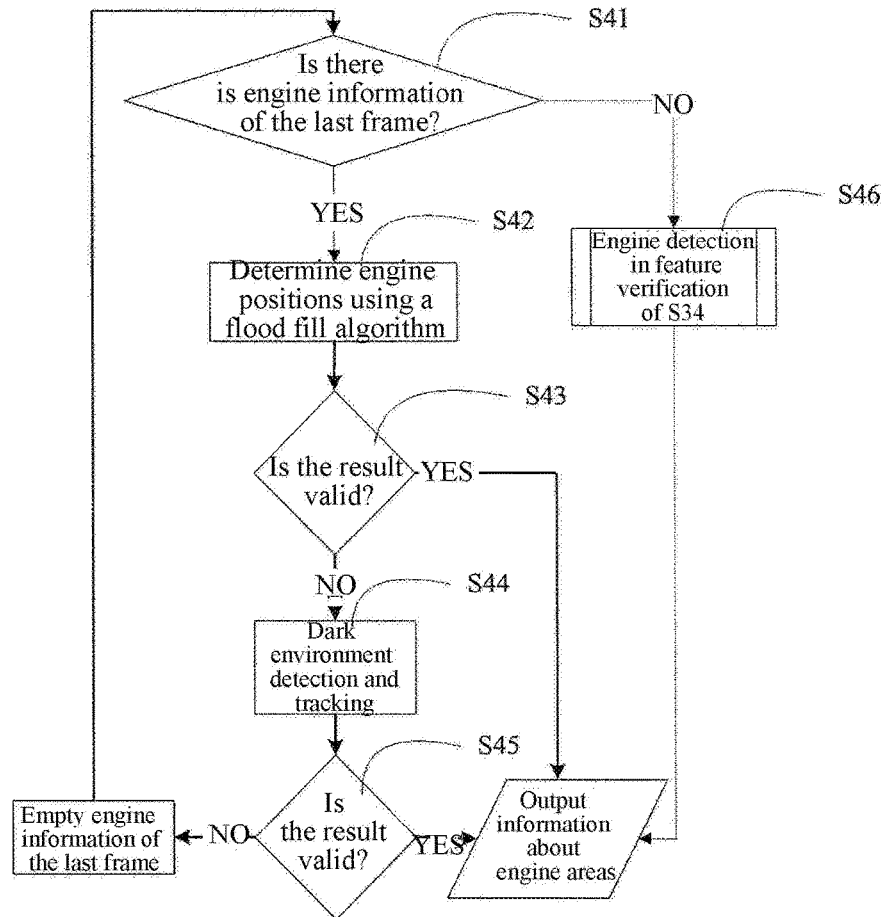 S41
Is there
is engine information
of the last frame?
NO
YES
S46
S42
Engine detection
in feature
verification
of S34
Determine engine
positions using a
flood fill algorithm
S43
Is the result
valid?
YES
NO
S44
Dark
environment
detection and
tracking
S45
Empty engine
information of
the last frame
NO
Is
the result
valid?
YES
Output
information
about
engine areas